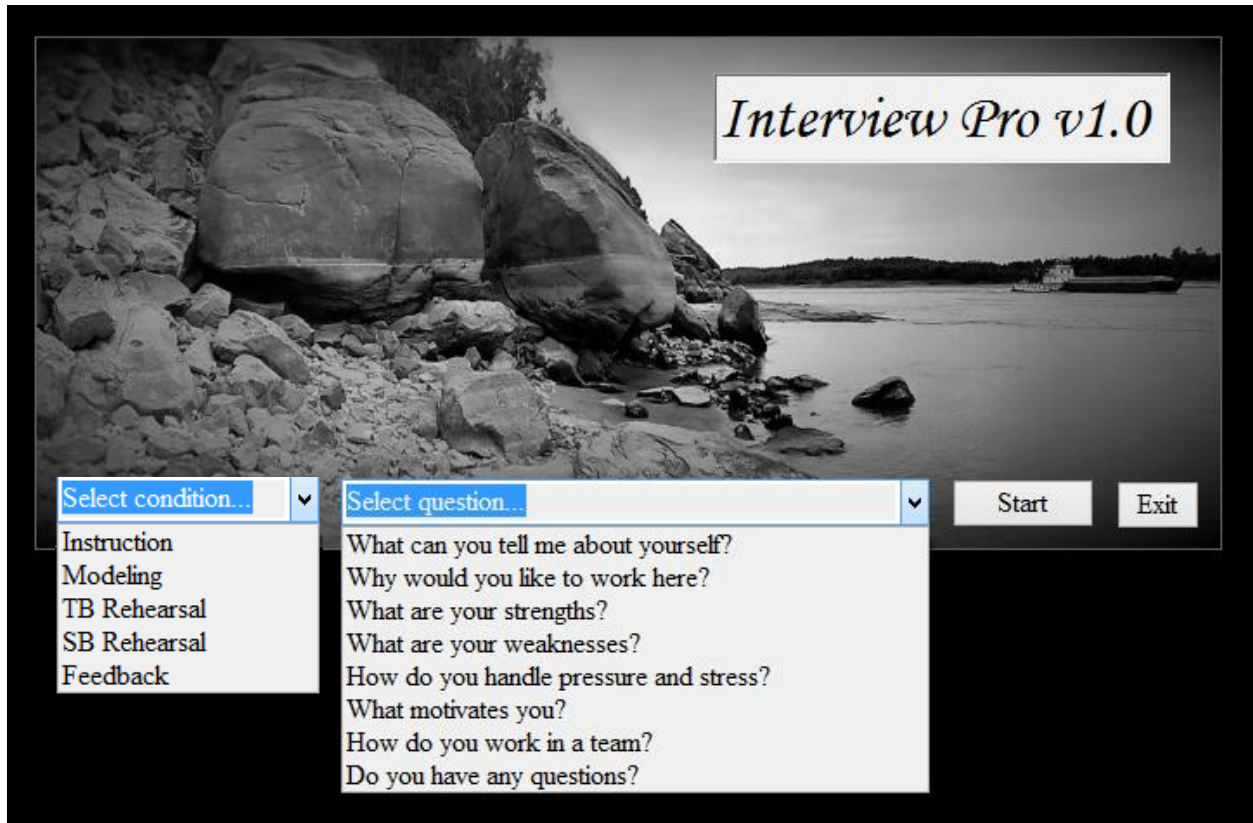 Interview Pro v1.0
Select condition...
Instruction
Modeling
TB Rehearsal
SB Rehearsal
Feedback
Select question...
What can you tell me about yourself?
Why would you like to work here?
What are your strengths?
What are your weaknesses?
How do you handle pressure and stress?
What motivates you?
How do you work in a team?
Do you have any questions?
Start
Exit